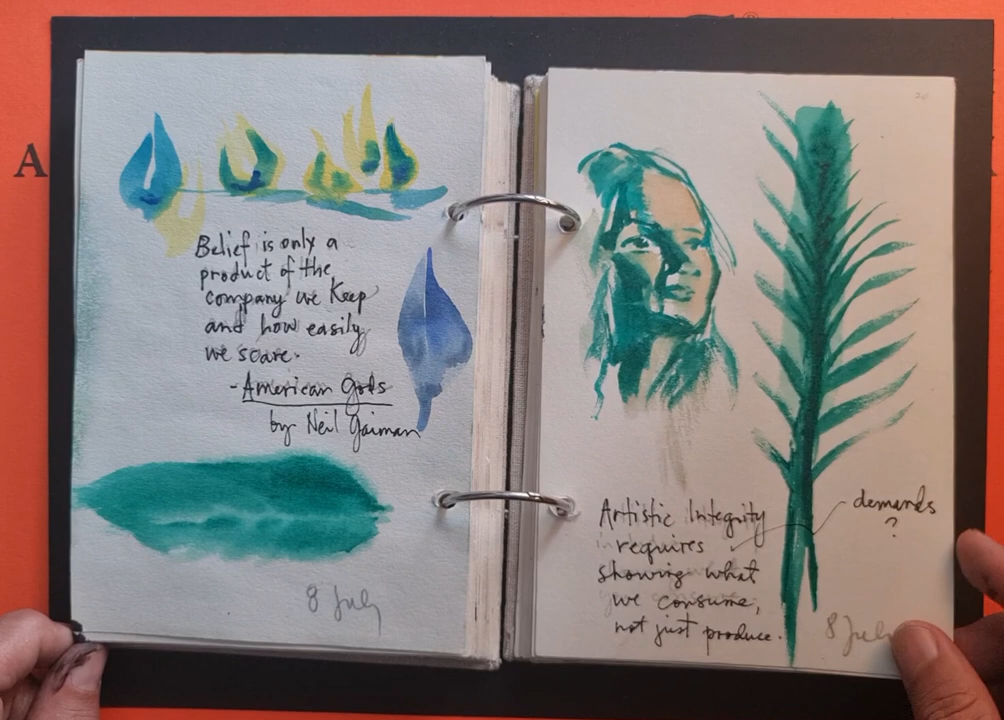 A
®
Belief is only a
product of the
company we keep
and how easily
we scare.
- American Gods
by Neil Gaiman
8 July
Artistic Integrity
requires
showing what
we consume,
not just produce.
demands
?
8 July